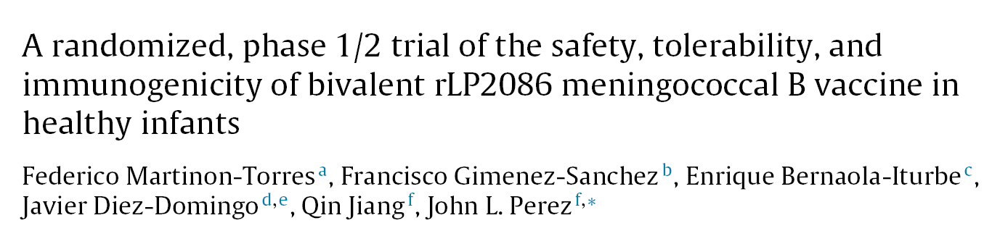 A randomized, phase 1/2 trial of the safety, tolerability, and
immunogenicity of bivalent rLP2086 meningococcal B vaccine in
healthy infants
Federico Martinon-Torres a, Francisco Gimenez-Sanchez b, Enrique Bernaola-Iturbe c,
Javier Diez-Domingo d,e, Qin Jiang f, John L. Perez f,*